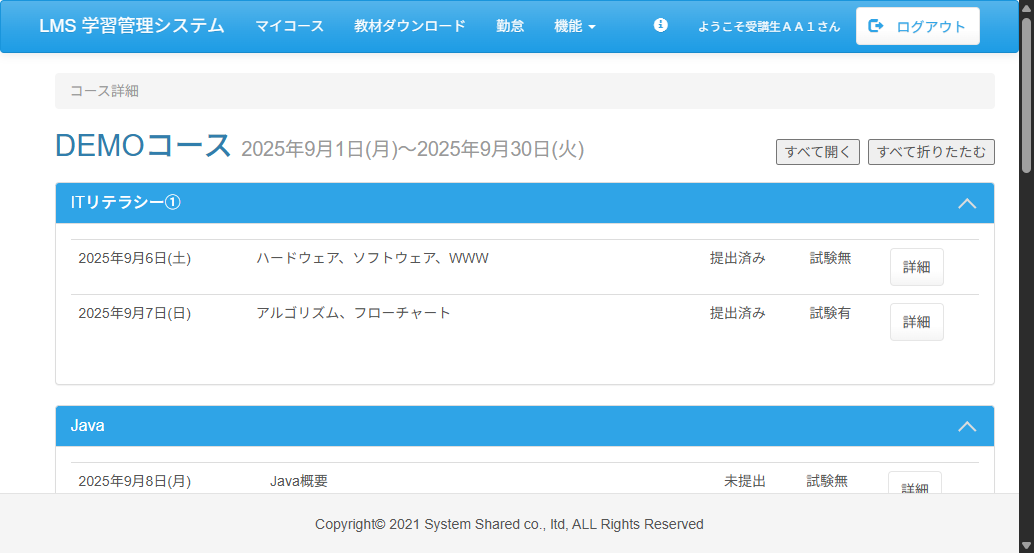 LMS 学習管理システム マイコース 教材ダウンロード 勤怠 機能 ようこそ受講生ＡＡ１さん ログアウト
コース詳細
DEMOコース 2025年9月1日(月)～2025年9月30日(火) すべて開く すべて折りたたむ
ITリテラシー①
2025年9月6日(土) ハードウェア、ソフトウェア、WWW 提出済み 試験無 詳細
2025年9月7日(日) アルゴリズム、フローチャート 提出済み 試験有 詳細
Java
2025年9月8日(月) Java概要 未提出 試験無 詳細
Copyright© 2021 System Shared co., ltd, ALL Rights Reserved